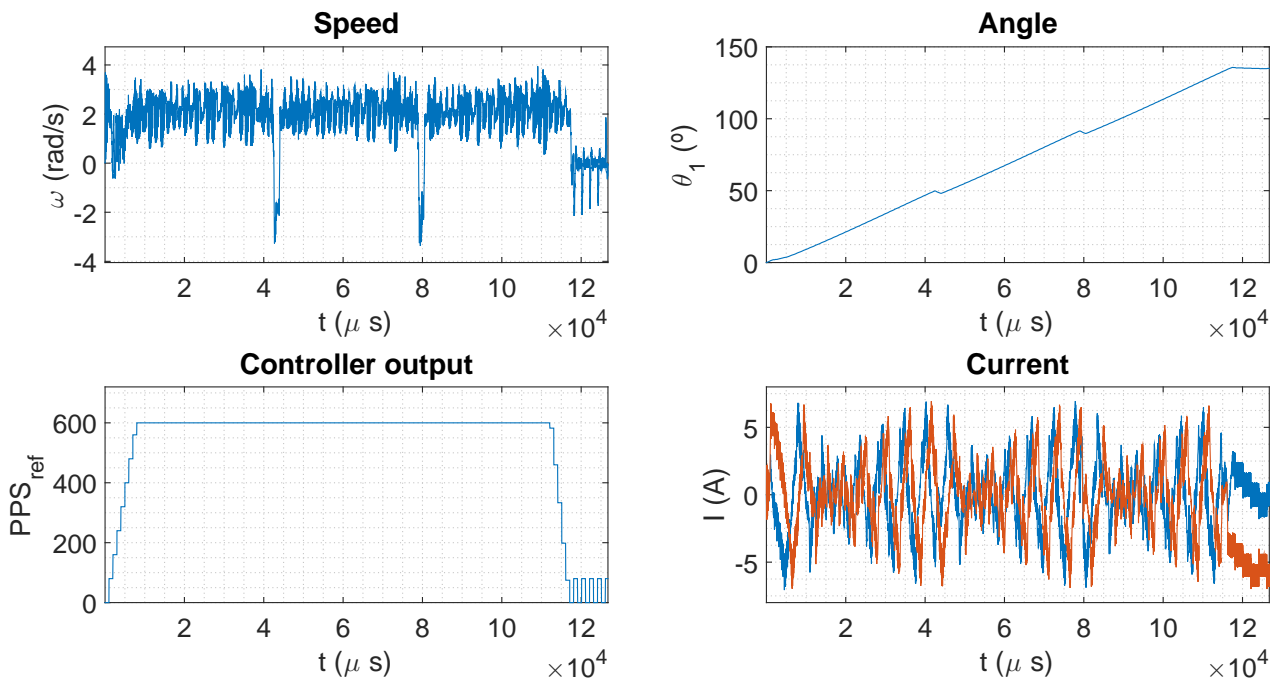 Speed
4
2
0
-2
-4
ω (rad/s)
2 4 6 8 10 12
t (μ s)
×10^4
Angle
150
100
50
0
θ_1 (º)
2 4 6 8 10 12
t (μ s)
×10^4
Controller output
600
400
200
0
PPS_ref
2 4 6 8 10 12
t (μ s)
×10^4
Current
5
0
-5
I (A)
2 4 6 8 10 12
t (μ s)
×10^4